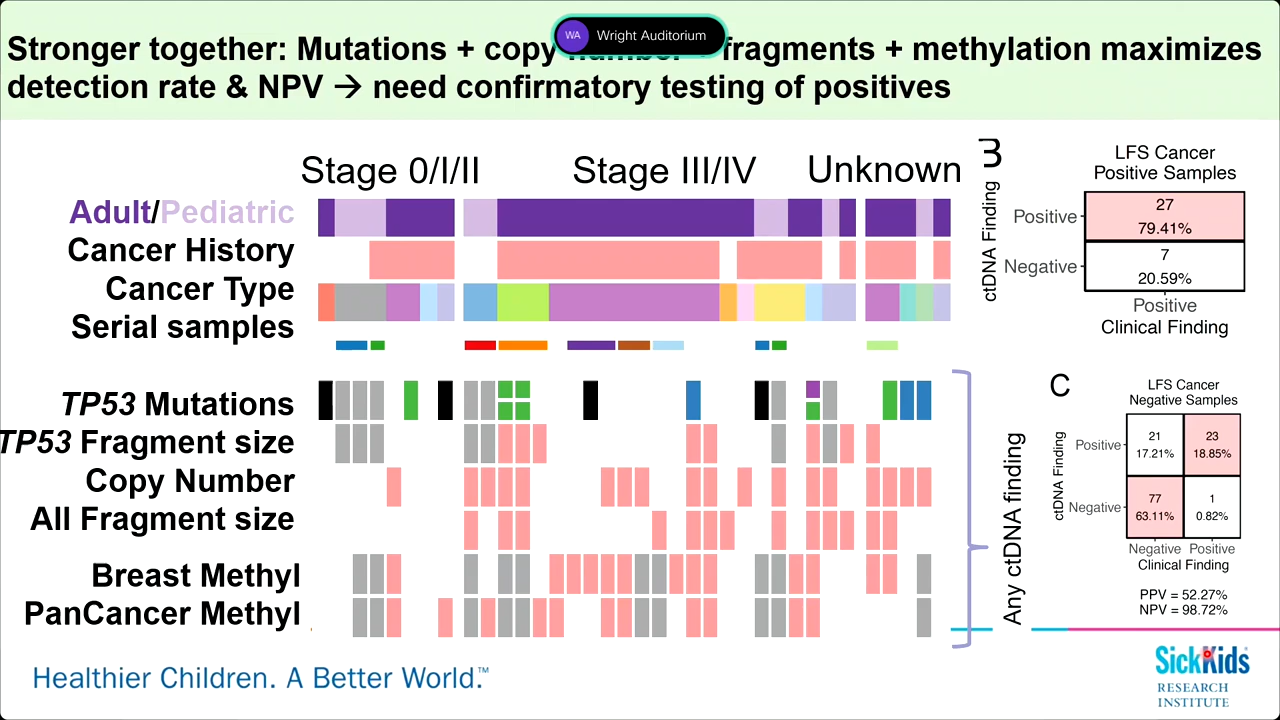 WA Wright Auditorium
Stronger together: Mutations + copy fragments + methylation maximizes
detection rate & NPV → need confirmatory testing of positives
Stage 0/I/II
Stage III/IV
Unknown
Adult/Pediatric
Cancer History
Cancer Type
Serial samples
TP53 Mutations
TP53 Fragment size
Copy Number
All Fragment size
Breast Methyl
PanCancer Methyl
Any ctDNA finding
LFS Cancer
Positive Samples
ctDNA Finding
Positive
27
79.41%
Negative
7
20.59%
Positive
Clinical Finding
C
LFS Cancer
Negative Samples
ctDNA Finding
Positive
21
17.21%
23
18.85%
Negative
77
63.11%
1
0.82%
Negative Positive
Clinical Finding
PPV = 52.27%
NPV = 98.72%
Healthier Children. A Better World.™
SickKids
RESEARCH
INSTITUTE